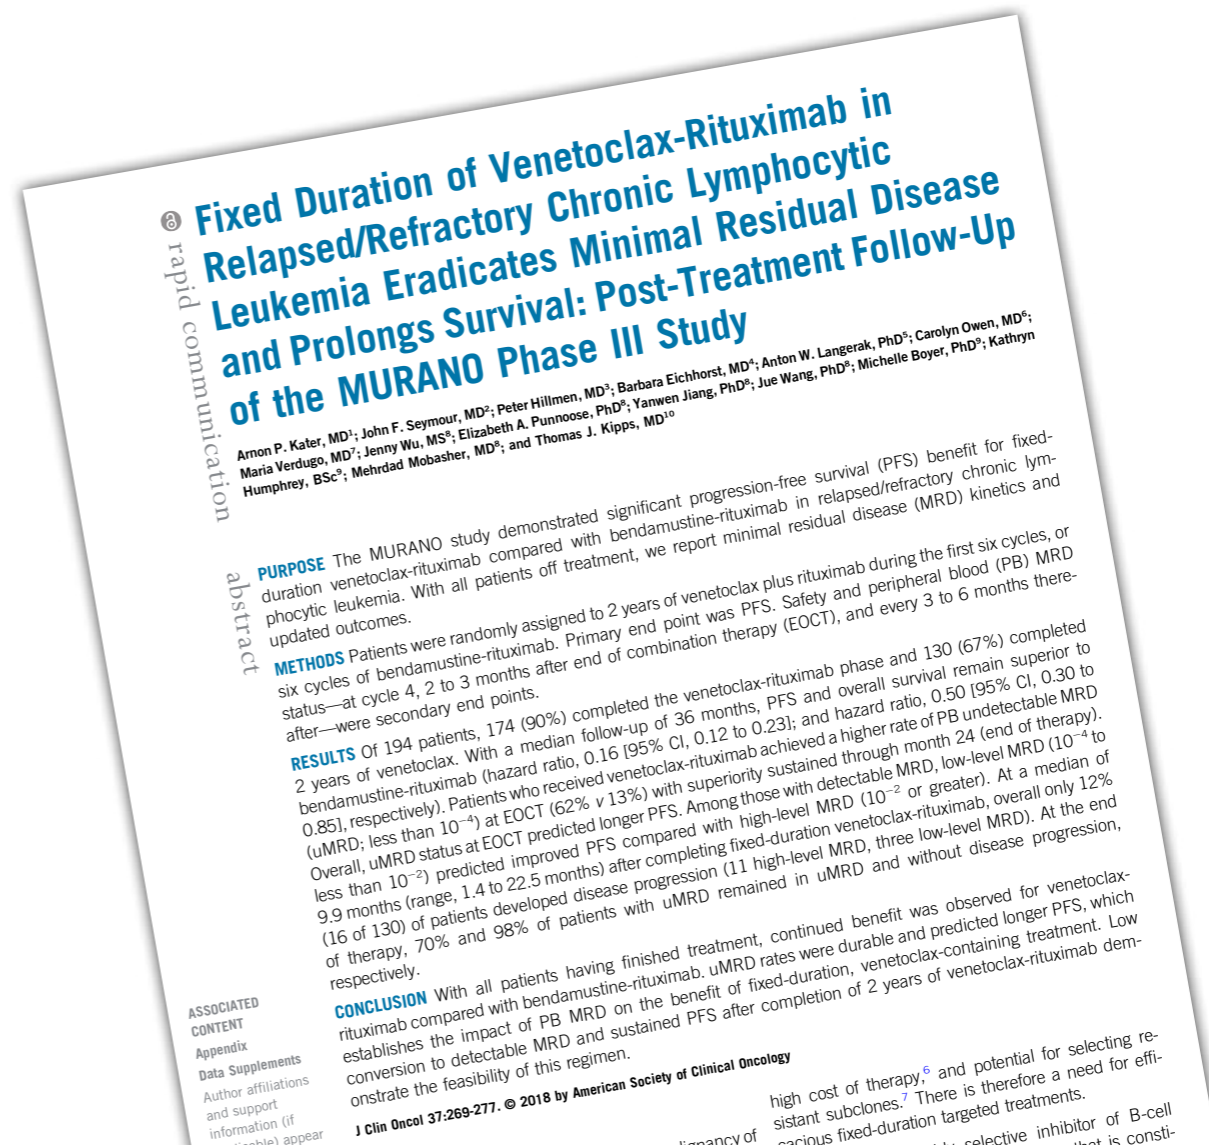 Fixed Duration of Venetoclax-Rituximab in
Relapsed/Refractory Chronic Lymphocytic
Leukemia Eradicates Minimal Residual Disease
and Prolongs Survival: Post-Treatment Follow-Up
of the MURANO Phase III Study
rapid communication
Arnon P. Kater, MD¹; John F. Seymour, MD²; Peter Hillmen, MD³; Barbara Eichhorst, MD⁴; Anton W. Langerak, PhD⁵; Carolyn Owen, MD⁶;
Maria Verdugo, MD⁷; Jenny Wu, MS⁸; Elizabeth A. Punnoose, PhD⁸; Yanwen Jiang, PhD⁸; Jue Wang, PhD⁸; Michelle Boyer, PhD⁹; Kathryn
Humphrey, BSc⁹; Mehrdad Mobasher, MD⁸; and Thomas J. Kipps, MD¹⁰
abstract
PURPOSE The MURANO study demonstrated significant progression-free survival (PFS) benefit for fixed-
duration venetoclax-rituximab compared with bendamustine-rituximab in relapsed/refractory chronic lym-
phocytic leukemia. With all patients off treatment, we report minimal residual disease (MRD) kinetics and
updated outcomes.
METHODS Patients were randomly assigned to 2 years of venetoclax plus rituximab during the first six cycles, or
six cycles of bendamustine-rituximab. Primary end point was PFS. Safety and peripheral blood (PB) MRD
status—at cycle 4, 2 to 3 months after end of combination therapy (EOCT), and every 3 to 6 months there-
after—were secondary end points.
RESULTS Of 194 patients, 174 (90%) completed the venetoclax-rituximab phase and 130 (67%) completed
2 years of venetoclax. With a median follow-up of 36 months, PFS and overall survival remain superior to
bendamustine-rituximab (hazard ratio, 0.16 [95% CI, 0.12 to 0.23]; and hazard ratio, 0.50 [95% CI, 0.30 to
0.85], respectively). Patients who received venetoclax-rituximab achieved a higher rate of PB undetectable MRD
(uMRD; less than 10⁻⁴) at EOCT (62% v 13%) with superiority sustained through month 24 (end of therapy).
Overall, uMRD status at EOCT predicted longer PFS. Among those with detectable MRD, low-level MRD (10⁻⁴ to
less than 10⁻²) predicted improved PFS compared with high-level MRD (10⁻² or greater). At a median of
9.9 months (range, 1.4 to 22.5 months) after completing fixed-duration venetoclax-rituximab, overall only 12%
(16 of 130) of patients developed disease progression (11 high-level MRD, three low-level MRD). At the end
of therapy, 70% and 98% of patients with uMRD remained in uMRD and without disease progression,
respectively.
CONCLUSION With all patients having finished treatment, continued benefit was observed for venetoclax-
rituximab compared with bendamustine-rituximab. uMRD rates were durable and predicted longer PFS, which
establishes the impact of PB MRD on the benefit of fixed-duration, venetoclax-containing treatment. Low
conversion to detectable MRD and sustained PFS after completion of 2 years of venetoclax-rituximab dem-
onstrate the feasibility of this regimen.
J Clin Oncol 37:269-277. © 2018 by American Society of Clinical Oncology
ASSOCIATED
CONTENT
Appendix
Data Supplements
Author affiliations
and support
information (if
appear
of
high cost of therapy,⁶ and potential for selecting re-
sistant subclones.⁷ There is therefore a need for effi-
cacious fixed-duration targeted treatments.
selective inhibitor of B-cell
that is consti-